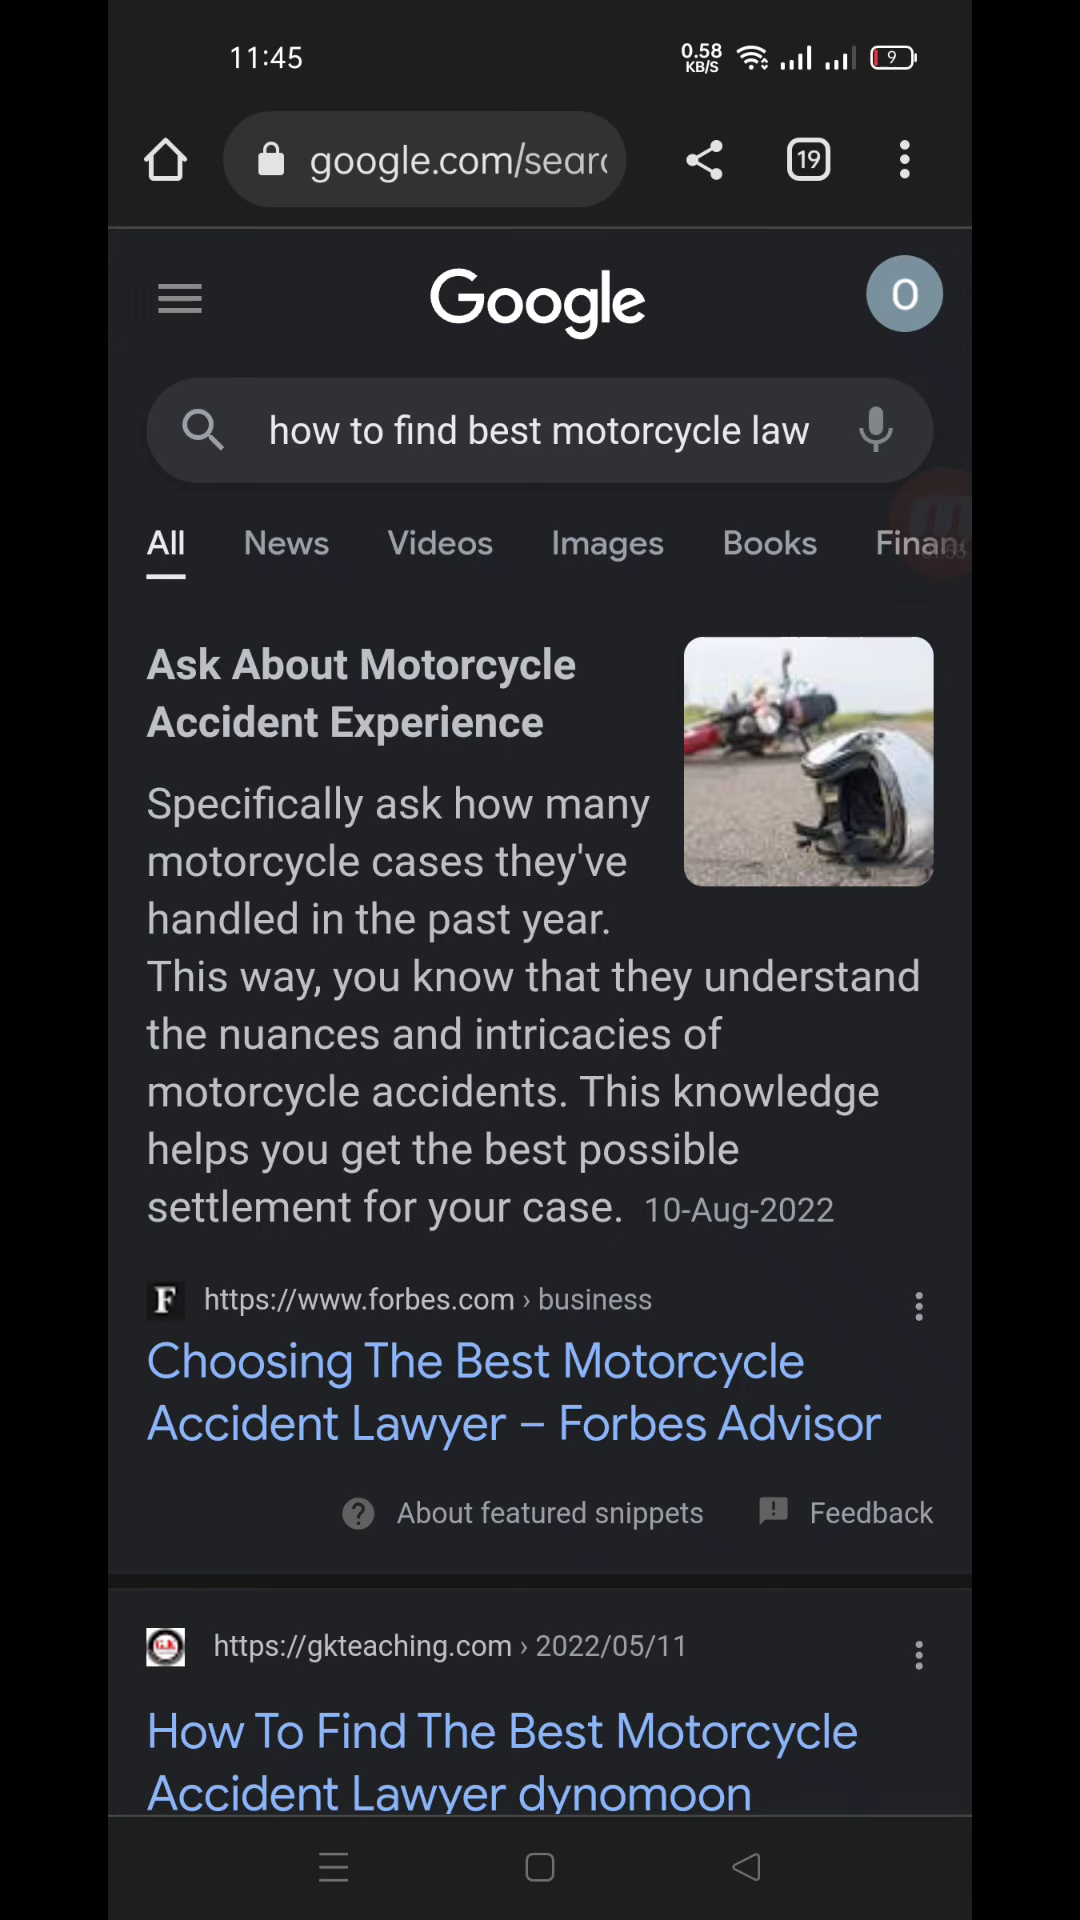 11:45
0.58
KB/S
9
google.com/sear
19
Google
O
how to find best motorcycle law
All News Videos Images Books Finan
Ask About Motorcycle
Accident Experience
Specifically ask how many
motorcycle cases they've
handled in the past year.
This way, you know that they understand
the nuances and intricacies of
motorcycle accidents. This knowledge
helps you get the best possible
settlement for your case. 10-Aug-2022
F https://www.forbes.com › business
Choosing The Best Motorcycle
Accident Lawyer – Forbes Advisor
? About featured snippets ! Feedback
https://gkteaching.com › 2022/05/11
How To Find The Best Motorcycle
Accident Lawyer dynomoon